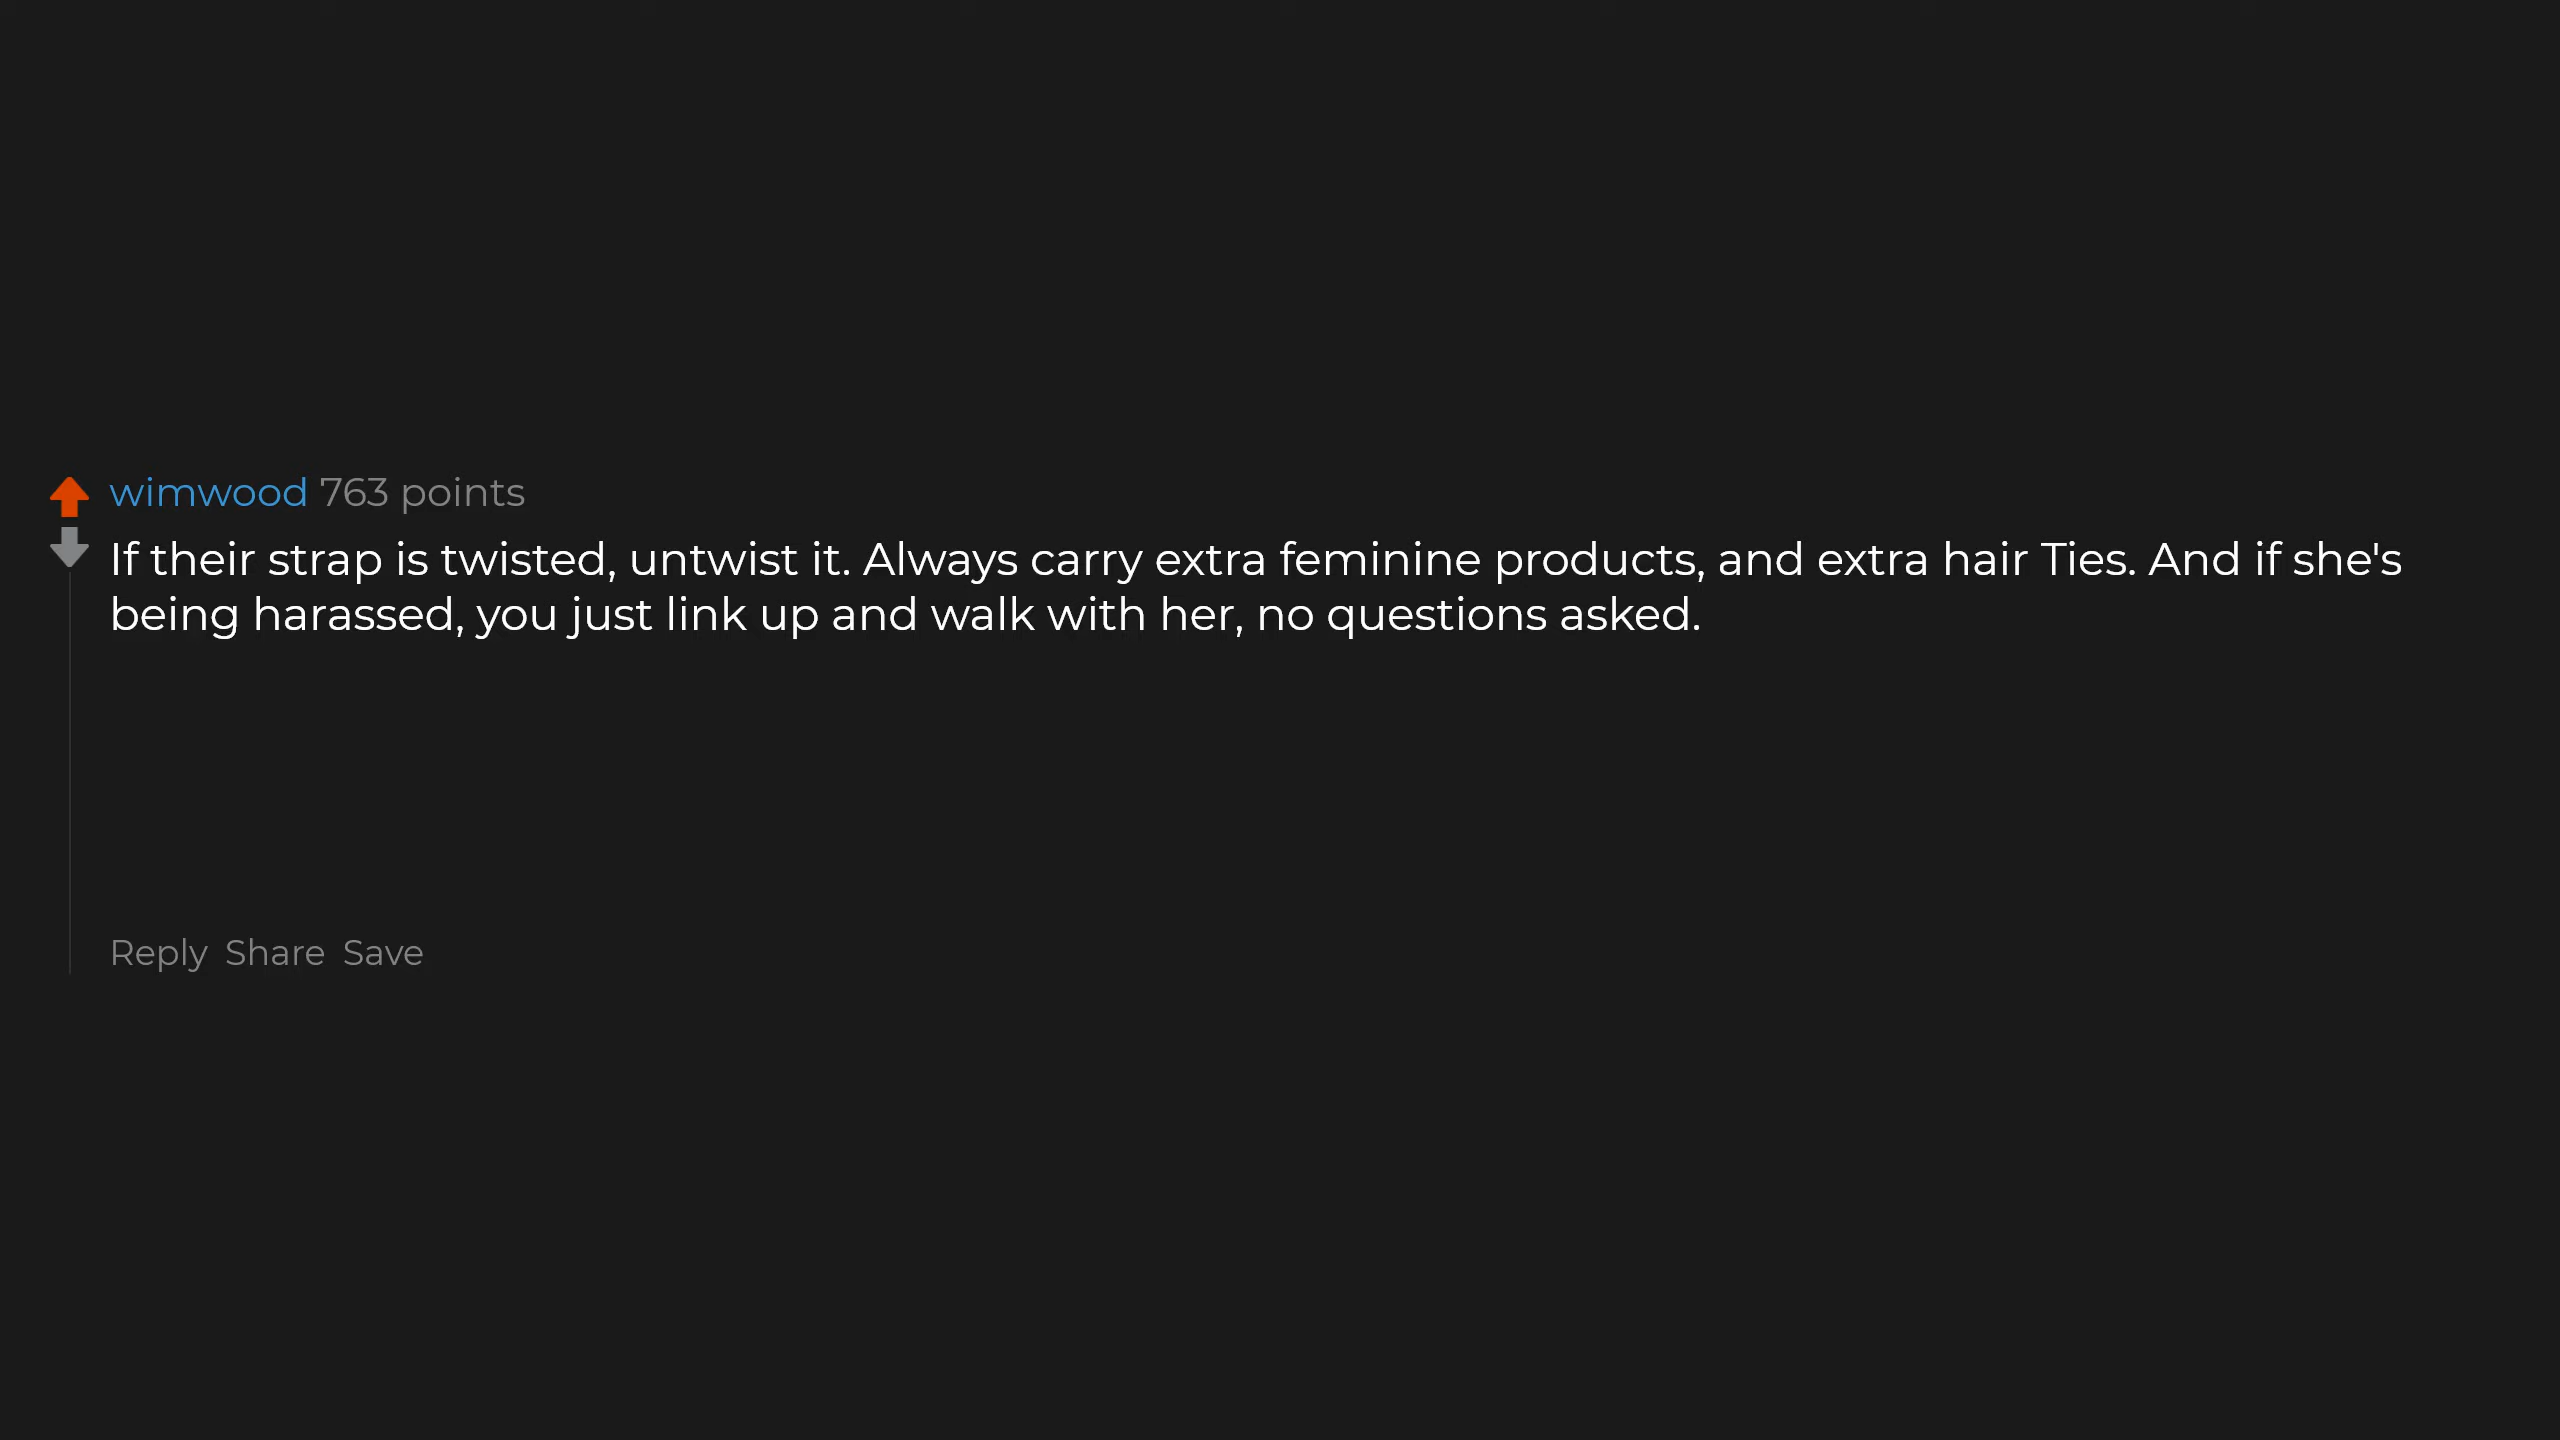 wimwood 763 points
If their strap is twisted, untwist it. Always carry extra feminine products, and extra hair Ties. And if she's
being harassed, you just link up and walk with her, no questions asked.
Reply Share Save